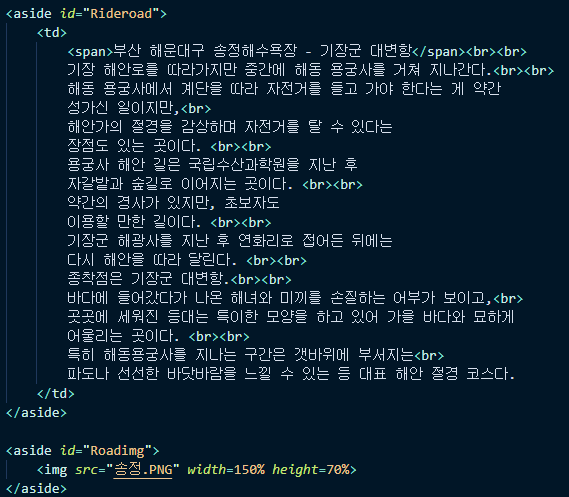 <aside id="Rideroad">
<td>
<span>부산 해운대구 송정해수욕장 - 기장군 대변항</span><br><br>
기장 해안로를 따라가지만 중간에 해동 용궁사를 거쳐 지나간다.<br><br>
해동 용궁사에서 계단을 따라 자전거를 들고 가야 한다는 게 약간
성가신 일이지만,<br>
해안가의 절경을 감상하며 자전거를 탈 수 있다는
장점도 있는 곳이다. <br><br>
용궁사 해안 길은 국립수산과학원을 지난 후
자갈밭과 숲길로 이어지는 곳이다. <br><br>
약간의 경사가 있지만, 초보자도
이용할 만한 길이다. <br><br>
기장군 해광사를 지난 후 연화리로 접어든 뒤에는
다시 해안을 따라 달린다. <br><br>
종착점은 기장군 대변항.<br><br>
바다에 들어갔다가 나온 해녀와 미끼를 손질하는 어부가 보이고,<br>
곳곳에 세워진 등대는 특이한 모양을 하고 있어 가을 바다와 묘하게
어울리는 곳이다. <br><br>
특히 해동용궁사를 지나는 구간은 갯바위에 부서지는<br>
파도나 선선한 바닷바람을 느낄 수 있는 등 대표 해안 절경 코스다.
</td>
</aside>
<aside id="Roadimg">
<img src="송정.PNG" width=150% height=70%>
</aside>